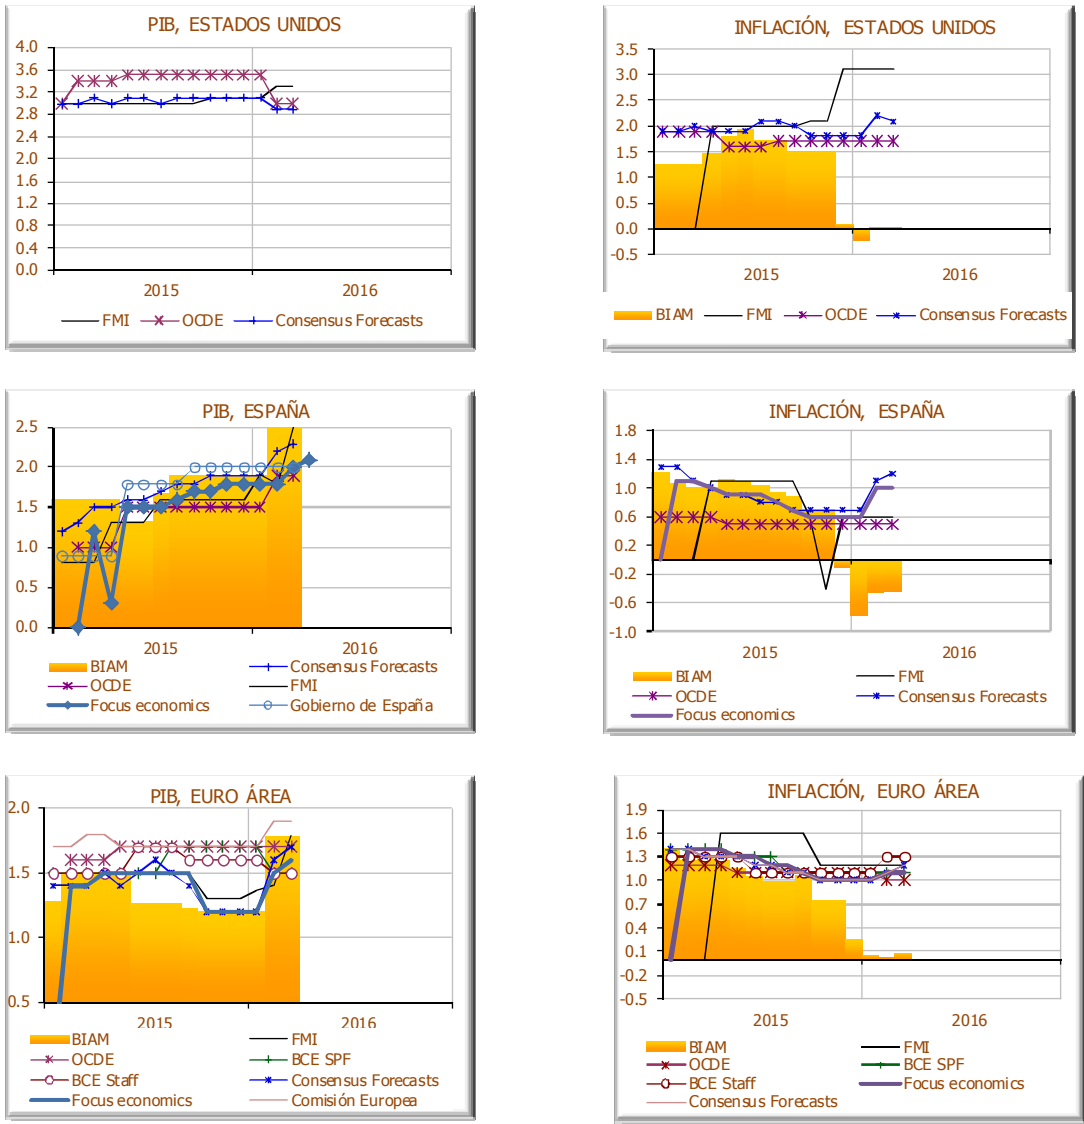 PIB, ESTADOS UNIDOS
4.0
3.6
3.2
2.8
2.4
2.0
1.6
1.2
0.8
0.4
0.0
2015 2016
FMI OCDE Consensus Forecasts
INFLACIÓN, ESTADOS UNIDOS
3.5
3.0
2.5
2.0
1.5
1.0
0.5
0.0
-0.5
2015 2016
BIAM FMI OCDE Consensus Forecasts
PIB, ESPAÑA
2.5
2.0
1.5
1.0
0.5
0.0
2015 2016
BIAM Consensus Forecasts
OCDE FMI
Focus economics Gobierno de España
INFLACIÓN, ESPAÑA
1.8
1.4
1.0
0.6
0.2
-0.2
-0.6
-1.0
2015 2016
BIAM FMI
OCDE Consensus Forecasts
Focus economics
PIB, EURO ÁREA
2.0
1.5
1.0
0.5
2015 2016
BIAM FMI
OCDE BCE SPF
BCE Staff Consensus Forecasts
Focus economics Comisión Europea
INFLACIÓN, EURO ÁREA
1.9
1.6
1.3
1.0
0.7
0.4
0.1
-0.2
-0.5
2015 2016
BIAM FMI
OCDE BCE SPF
BCE Staff Focus economics
Consensus Forecasts